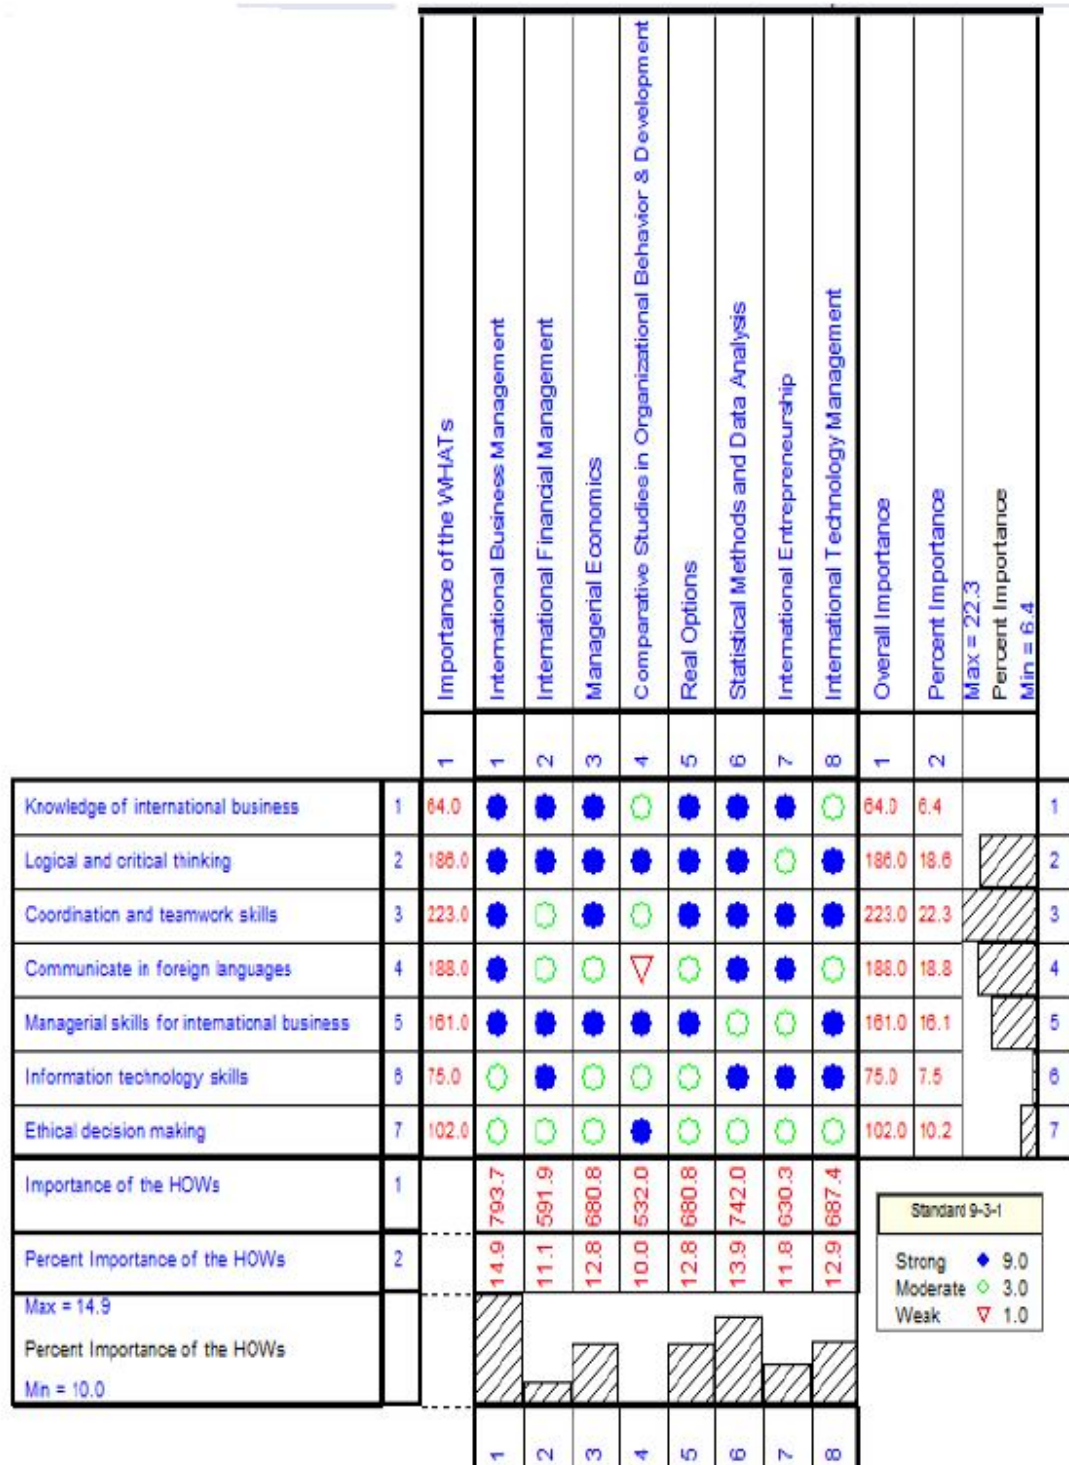 Importance of the WHATs
International Business Management
International Financial Management
Managerial Economics
Comparative Studies in Organizational Behavior & Development
Real Options
Statistical Methods and Data Analysis
International Entrepreneurship
International Technology Management
Overall Importance
Percent Importance
Max = 22.3
Percent Importance
Min = 6.4
1 1 2 3 4 5 6 7 8 1 2
Knowledge of international business 1 64.0 64.0 6.4 1
Logical and critical thinking 2 186.0 186.0 18.6 2
Coordination and teamwork skills 3 223.0 223.0 22.3 3
Communicate in foreign languages 4 188.0 188.0 18.8 4
Managerial skills for international business 5 161.0 161.0 16.1 5
Information technology skills 6 75.0 75.0 7.5 6
Ethical decision making 7 102.0 102.0 10.2 7
Importance of the HOWs 1 793.7 591.9 680.8 532.0 680.8 742.0 630.3 687.4
Percent Importance of the HOWs 2 14.9 11.1 12.8 10.0 12.8 13.9 11.8 12.9
Max = 14.9
Percent Importance of the HOWs
Min = 10.0
1 2 3 4 5 6 7 8
Standard 9-3-1
Strong 9.0
Moderate 3.0
Weak 1.0